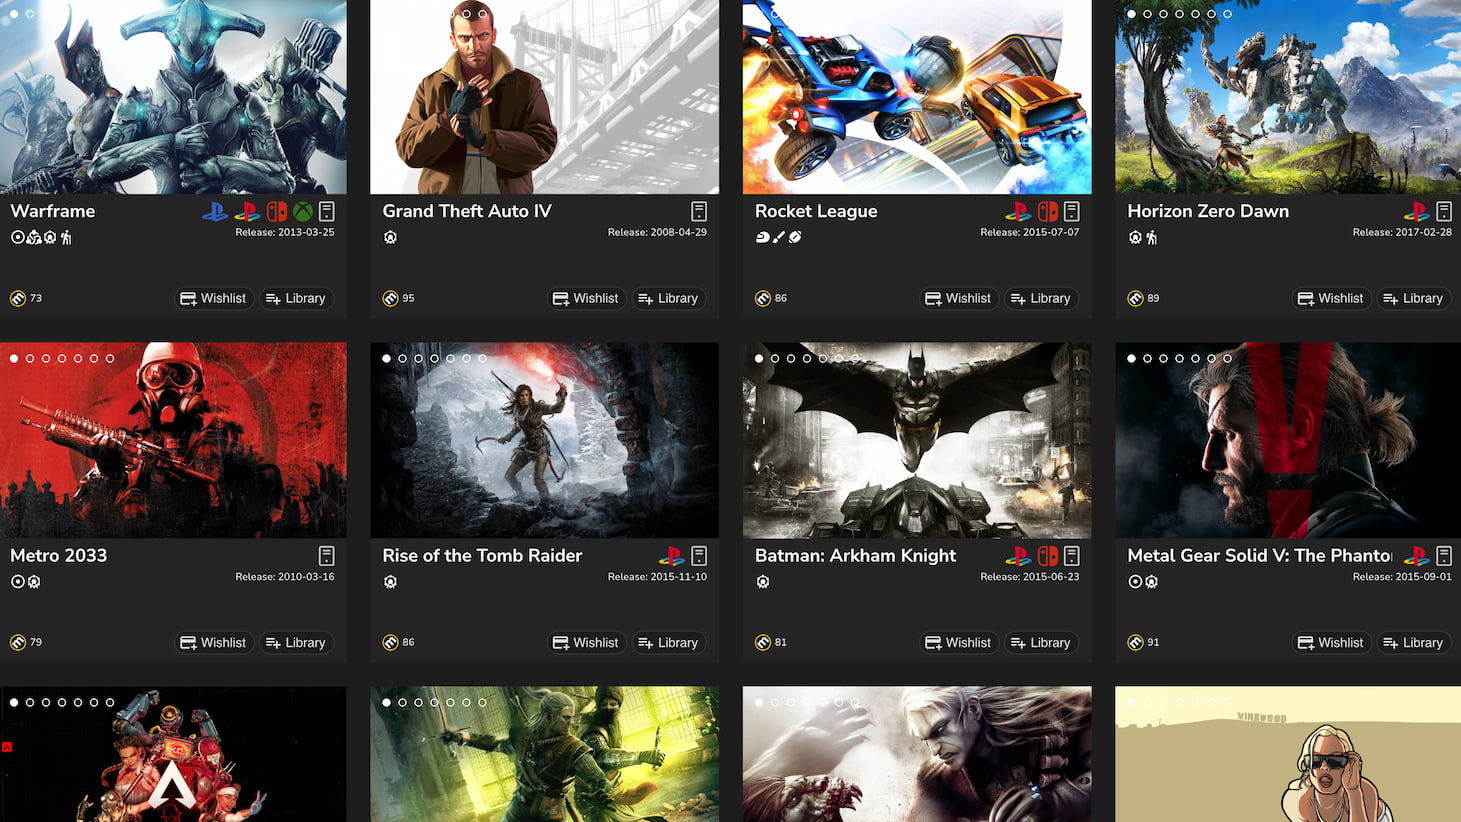 Warframe
Release: 2013-03-25
73
Wishlist
Library
Grand Theft Auto IV
Release: 2008-04-29
95
Wishlist
Library
Rocket League
Release: 2015-07-07
86
Wishlist
Library
Horizon Zero Dawn
Release: 2017-02-28
89
Wishlist
Library
Metro 2033
Release: 2010-03-16
79
Wishlist
Library
Rise of the Tomb Raider
Release: 2015-11-10
86
Wishlist
Library
Batman: Arkham Knight
Release: 2015-06-23
81
Wishlist
Library
V
Metal Gear Solid V: The Phanto
Release: 2015-09-01
91
Wishlist
Library
VINEWOOD